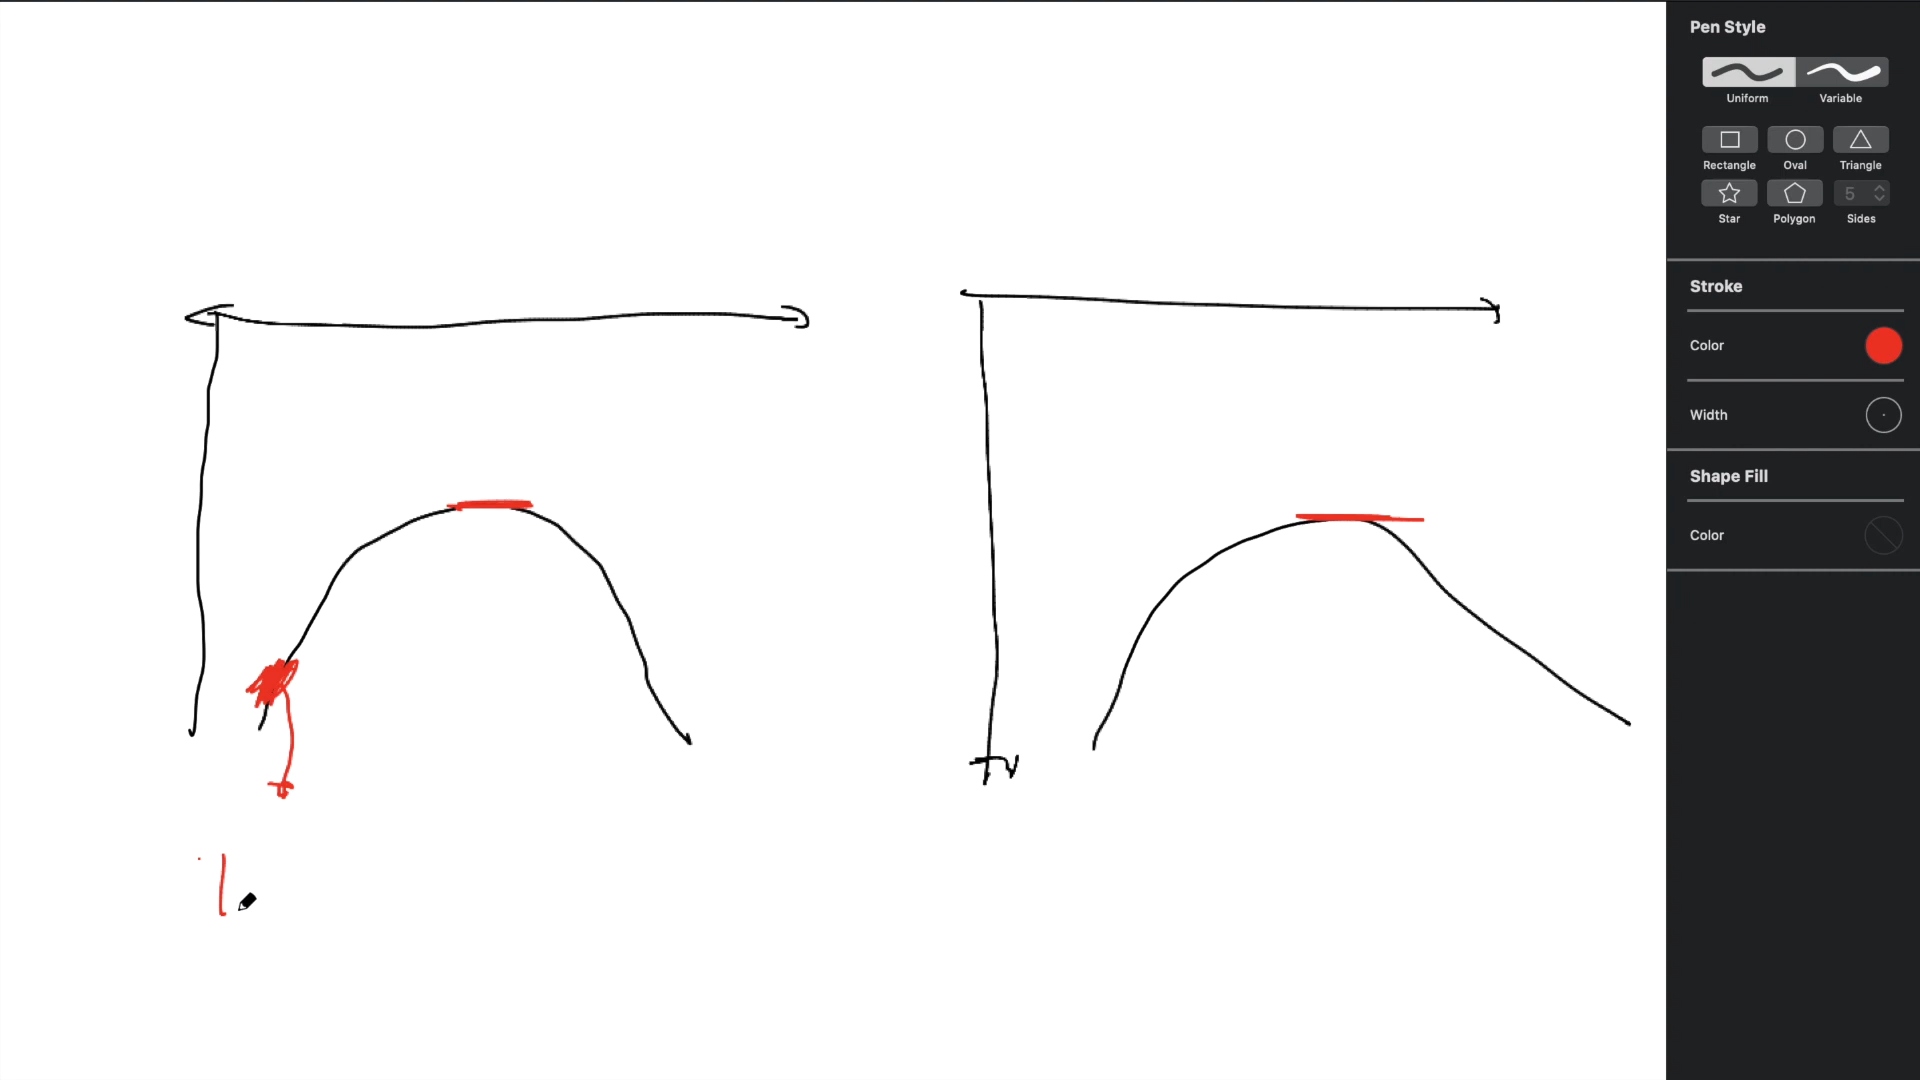 Pen Style
Uniform Variable
Rectangle Oval Triangle
5
Star Polygon Sides
Stroke
Color
Width
Shape Fill
Color